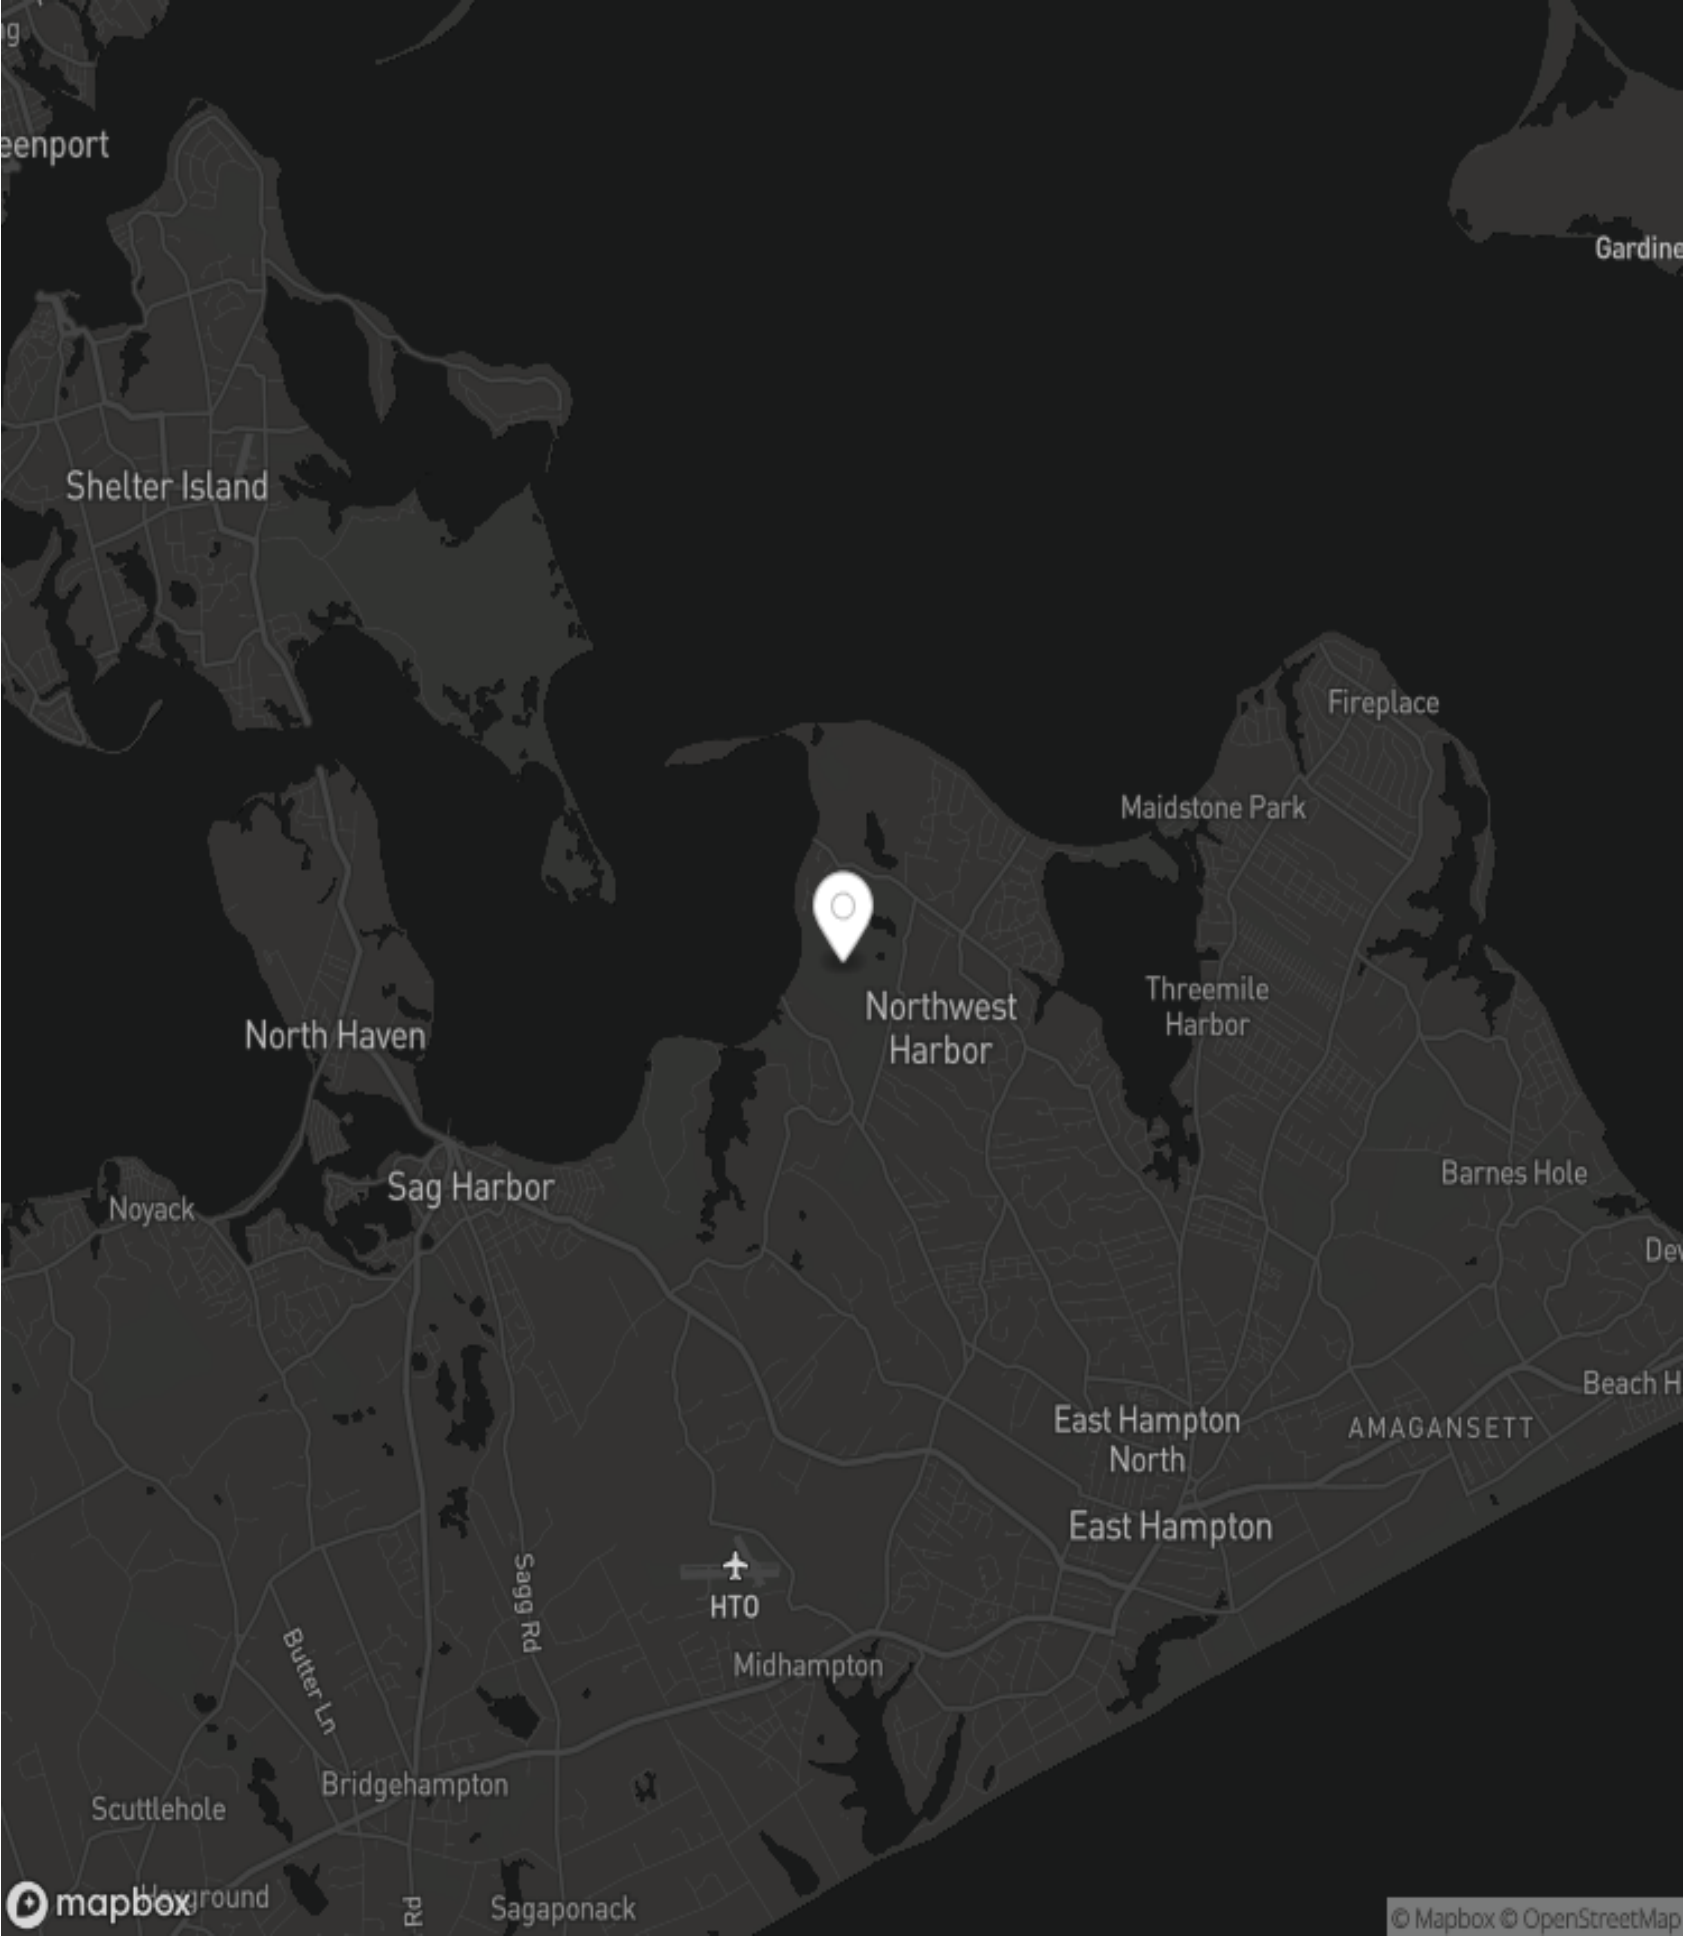 eenport
Gardine
Shelter Island
Fireplace
Maidstone Park
Threemile
Harbor
Northwest
Harbor
North Haven
Barnes Hole
Sag Harbor
Noyack
Beach H
East Hampton
North
AMAGANSETT
East Hampton
HTO
Sagg Rd
Midhampton
Butter Ln
Bridgehampton
Scuttlehole
mapbox
Rd
Sagaponack
© Mapbox © OpenStreetMap